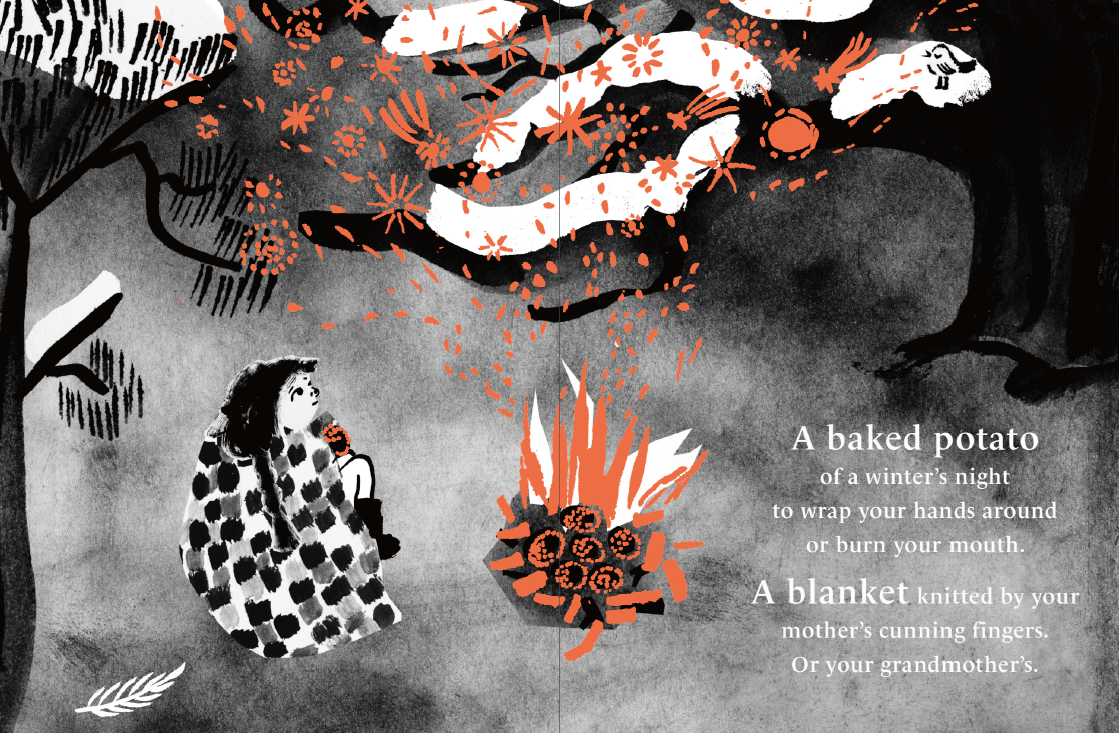 A baked potato
of a winter's night
to wrap your hands around
or burn your mouth.
A blanket knitted by your
mother's cunning fingers.
Or your grandmother's.